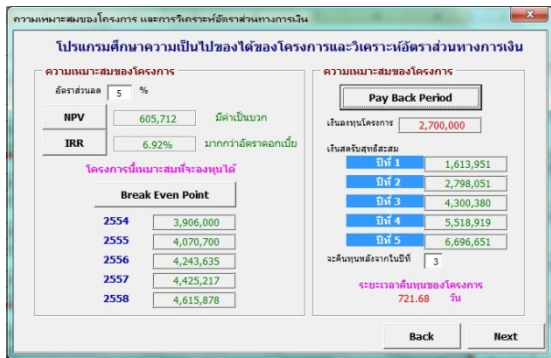 ความเหมาะสมของโครงการ และการวิเคราะห์อัตราส่วนทางการเงิน
โปรแกรมศึกษาความเป็นไปของได้ของโครงการและวิเคราะห์อัตราส่วนทางการเงิน
ความเหมาะสมของโครงการ
อัตราส่วนลด 5 %
NPV 605,712 มีค่าเป็นบวก
IRR 6.92% มากกว่าอัตราดอกเบี้ย
โครงการนี้เหมาะสมที่จะลงทุนได้
Break Even Point
2554 3,906,000
2555 4,070,700
2556 4,243,635
2557 4,425,217
2558 4,615,878
ความเหมาะสมของโครงการ
Pay Back Period
เงินลงทุนโครงการ 2,700,000
เงินสดรับสุทธิสะสม
ปีที่ 1 1,613,951
ปีที่ 2 2,798,051
ปีที่ 3 4,300,380
ปีที่ 4 5,518,919
ปีที่ 5 6,696,651
จะคืนทุนหลังจากในปีที่ 3
ระยะเวลาคืนทุนของโครงการ
721.68 วัน
Back Next